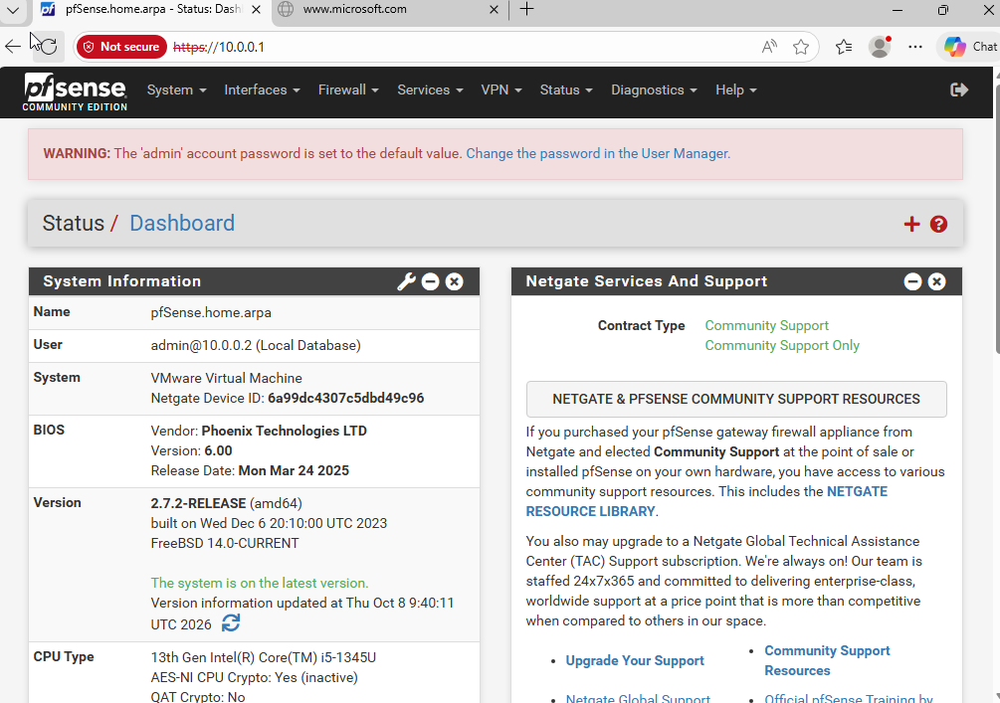 pfSense.home.arpa - Status: Dash
www.microsoft.com
Not secure
https://10.0.0.1
Chat
pfsense
COMMUNITY EDITION
System
Interfaces
Firewall
Services
VPN
Status
Diagnostics
Help
WARNING: The 'admin' account password is set to the default value. Change the password in the User Manager.
Status / Dashboard
System Information
Name pfSense.home.arpa
User admin@10.0.0.2 (Local Database)
System VMware Virtual Machine
Netgate Device ID: 6a99dc4307c5dbd49c96
BIOS Vendor: Phoenix Technologies LTD
Version: 6.00
Release Date: Mon Mar 24 2025
Version 2.7.2-RELEASE (amd64)
built on Wed Dec 6 20:10:00 UTC 2023
FreeBSD 14.0-CURRENT
The system is on the latest version.
Version information updated at Thu Oct 8 9:40:11
UTC 2026
CPU Type 13th Gen Intel(R) Core(TM) i5-1345U
AES-NI CPU Crypto: Yes (inactive)
QAT Crypto: No
Netgate Services And Support
Contract Type Community Support
Community Support Only
NETGATE & PFSENSE COMMUNITY SUPPORT RESOURCES
If you purchased your pfSense gateway firewall appliance from
Netgate and elected Community Support at the point of sale or
installed pfSense on your own hardware, you have access to various
community support resources. This includes the NETGATE
RESOURCE LIBRARY.
You also may upgrade to a Netgate Global Technical Assistance
Center (TAC) Support subscription. We're always on! Our team is
staffed 24x7x365 and committed to delivering enterprise-class,
worldwide support at a price point that is more than competitive
when compared to others in our space.
Upgrade Your Support
Community Support
Resources
Netgate Global Support
Official pfSense Training by